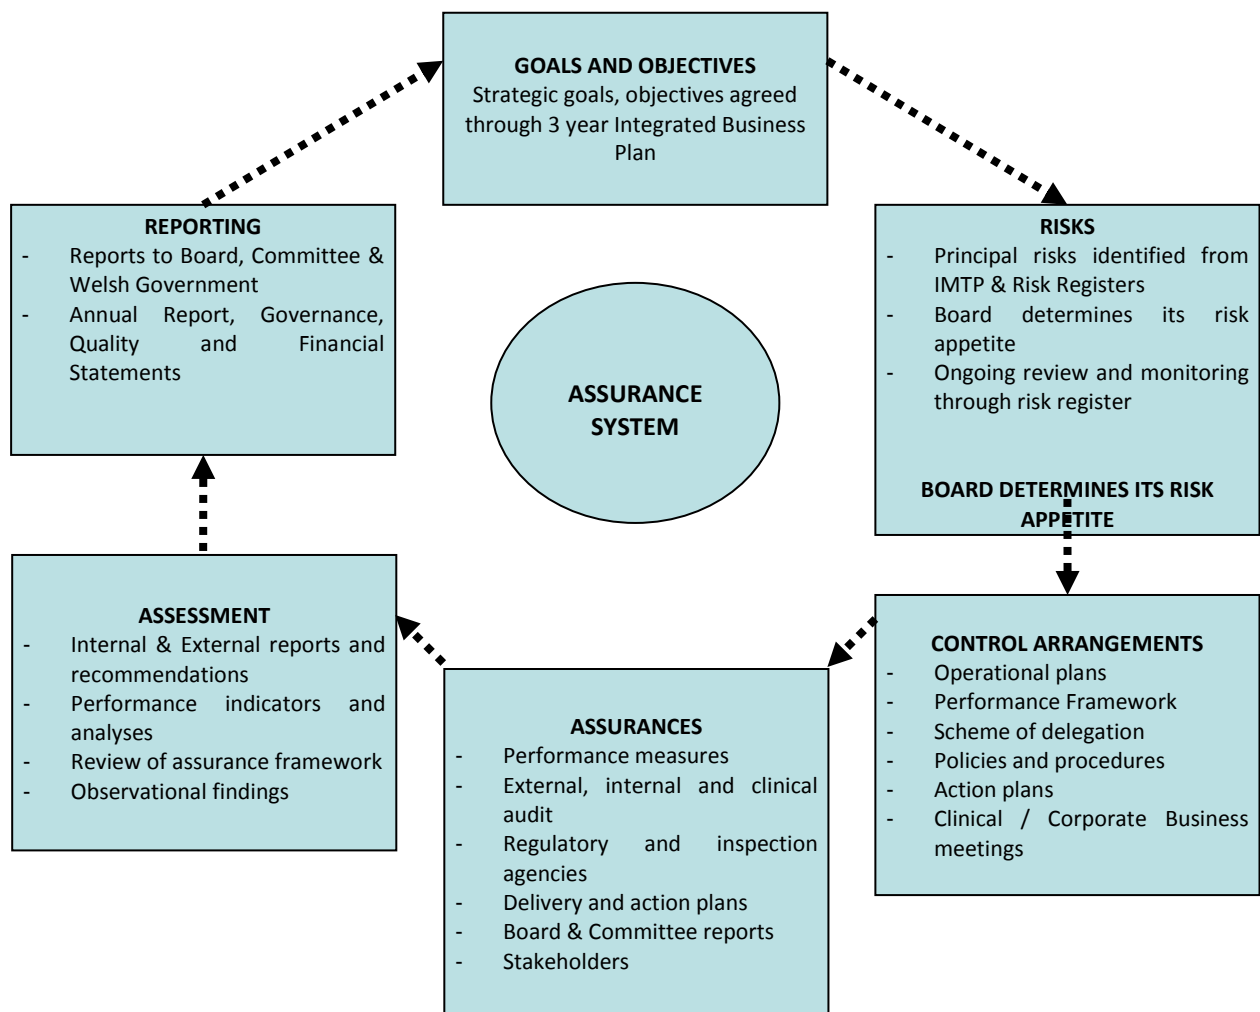 GOALS AND OBJECTIVES
Strategic goals, objectives agreed
through 3 year Integrated Business
Plan
RISKS
- Principal risks identified from
IMTP & Risk Registers
- Board determines its risk
appetite
- Ongoing review and monitoring
through risk register
BOARD DETERMINES ITS RISK
APPETITE
CONTROL ARRANGEMENTS
- Operational plans
- Performance Framework
- Scheme of delegation
- Policies and procedures
- Action plans
- Clinical / Corporate Business
meetings
ASSURANCES
- Performance measures
- External, internal and clinical
audit
- Regulatory and inspection
agencies
- Delivery and action plans
- Board & Committee reports
- Stakeholders
ASSESSMENT
- Internal & External reports and
recommendations
- Performance indicators and
analyses
- Review of assurance framework
- Observational findings
REPORTING
- Reports to Board, Committee &
Welsh Government
- Annual Report, Governance,
Quality and Financial
Statements
ASSURANCE
SYSTEM